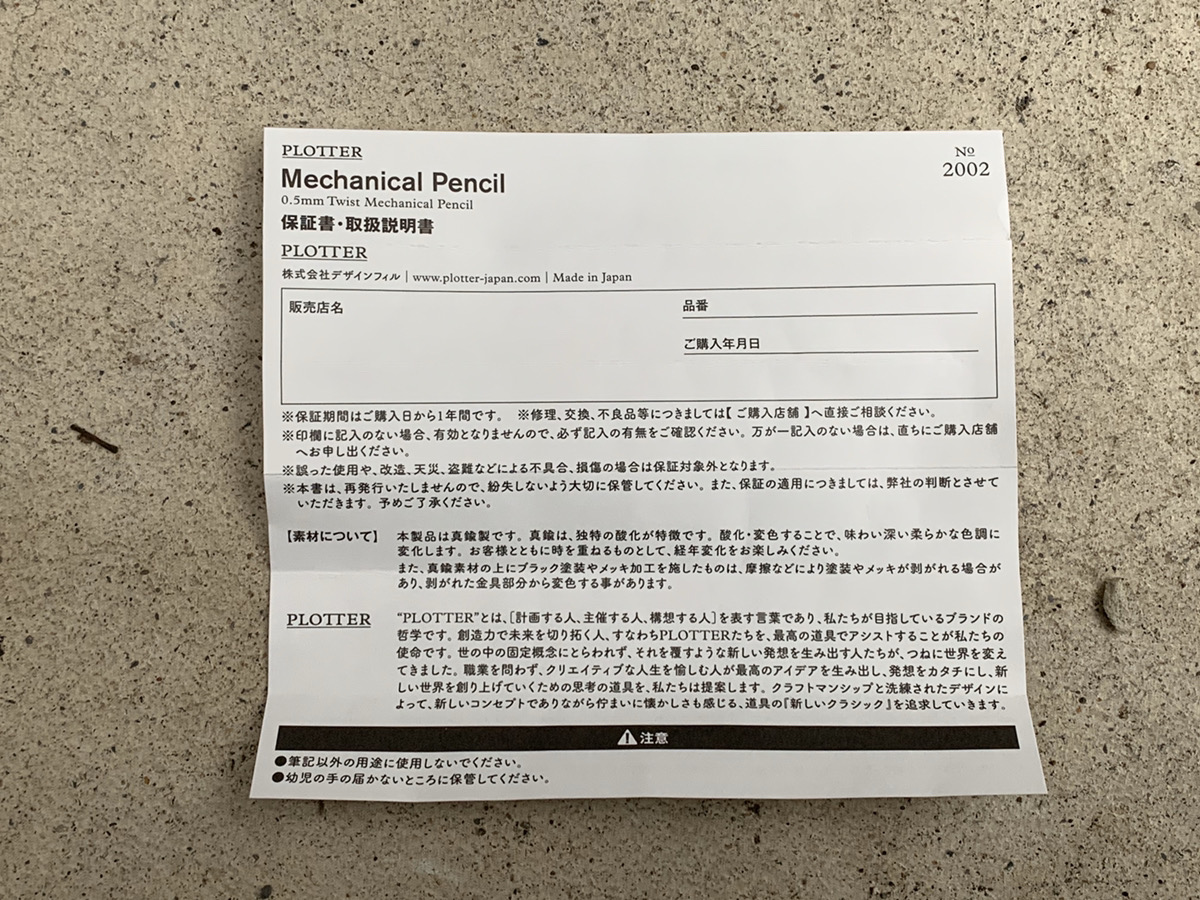 PLOTTER
Mechanical Pencil
0.5mm Twist Mechanical Pencil
保証書・取扱説明書
No
2002
PLOTTER
株式会社デザインフィル | www.plotter-japan.com | Made in Japan
販売店名
品番
ご購入年月日
※保証期間はご購入日から1年間です。 ※修理、交換、不良品等につきましては【 ご購入店舗 】へ直接ご相談ください。
※印欄に記入のない場合、有効となりませんので、必ず記入の有無をご確認ください。万が一記入のない場合は、直ちにご購入店舗
へお申し出ください。
※誤った使用や、改造、天災、盗難などによる不具合、損傷の場合は保証対象外となります。
※本書は、再発行いたしませんので、紛失しないよう大切に保管してください。また、保証の適用につきましては、弊社の判断とさせて
いただきます。予めご了承ください。
【素材について】 本製品は真鍮製です。真鍮は、独特の酸化が特徴です。酸化・変色することで、味わい深い柔らかな色調に
変化します。お客様とともに時を重ねるものとして、経年変化をお楽しみください。
また、真鍮素材の上にブラック塗装やメッキ加工を施したものは、摩擦などにより塗装やメッキが剥がれる場合が
あり、剥がれた金具部分から変色する事があります。
PLOTTER “PLOTTER”とは、［計画する人、主催する人、構想する人］を表す言葉であり、私たちが目指しているブランドの
哲学です。創造力で未来を切り拓く人、すなわちPLOTTERたちを、最高の道具でアシストすることが私たちの
使命です。世の中の固定概念にとらわれず、それを覆すような新しい発想を生み出す人たちが、つねに世界を変え
てきました。職業を問わず、クリエイティブな人生を愉しむ人が最高のアイデアを生み出し、発想をカタチにし、新
しい世界を創り上げていくための思考の道具を、私たちは提案します。クラフトマンシップと洗練されたデザインに
よって、新しいコンセプトでありながら佇まいに懐かしさも感じる、道具の『新しいクラシック』を追求していきます。
⚠注意
●筆記以外の用途に使用しないでください。
●幼児の手の届かないところに保管してください。